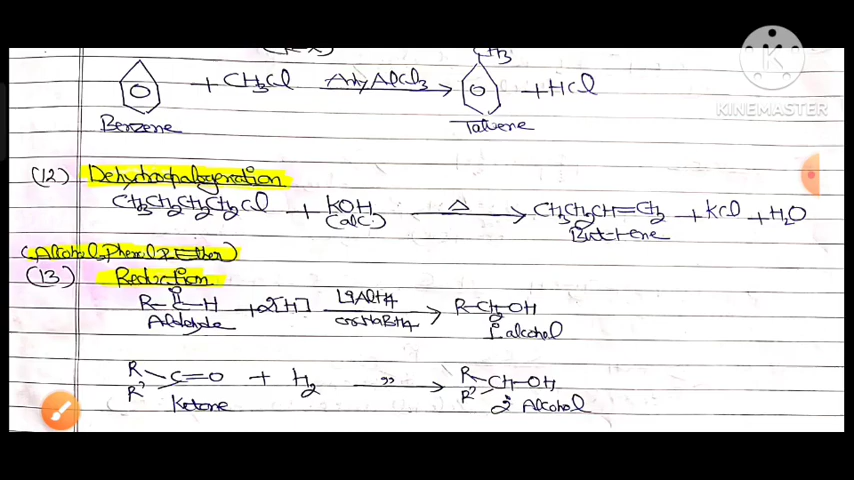 CH3
+ CH3Cl Anhy AlCl3 → + HCl
Benzene Toluene
(12) Dehydrohalogenation
CH3CH2CH2CH2Cl + KOH (alc.) Δ → CH3CH2CH=CH2 + KCl + H2O
But-1-ene
(Alcohol, Phenol & Ether)
(13) Reduction
O
R-C-H + 2[H] LiAlH4 or NaBH4 → R-CH2-OH
Aldehyde 1° alcohol
R R' C=O + H2 ,, → R R' CH-OH
Ketone 2° Alcohol
K
KINEMASTER